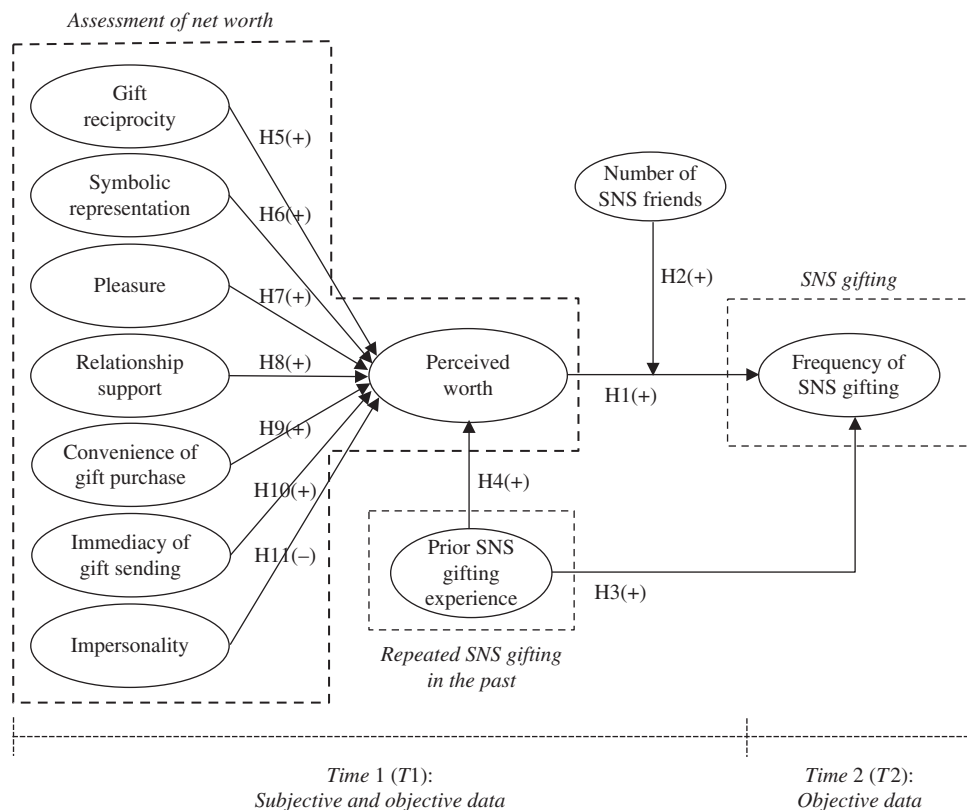 Assessment of net worth
Gift
reciprocity
H5(+)
Symbolic
representation
H6(+)
Pleasure
H7(+)
Relationship
support
H8(+)
Convenience of
gift purchase
H9(+)
Immediacy of
gift sending
H10(+)
Impersonality
H11(–)
Perceived
worth
Number of
SNS friends
H2(+)
H1(+)
SNS gifting
Frequency of
SNS gifting
H4(+)
Prior SNS
gifting
experience
H3(+)
Repeated SNS gifting
in the past
Time 1 (T1):
Subjective and objective data
Time 2 (T2):
Objective data